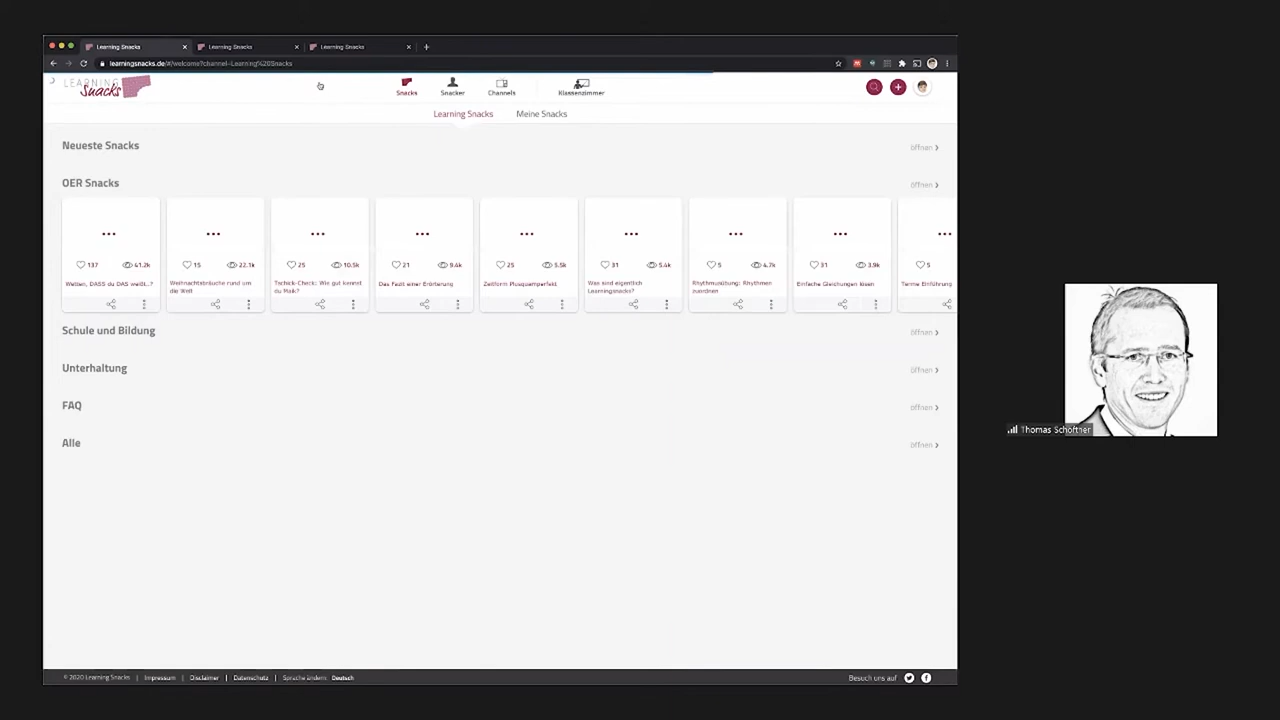 Learning Snacks
Learning Snacks
Learning Snacks
learningsnacks.de/#/welcome?channel=Learning%20Snacks
LEARNING
Snacks
Snacks
Snacker
Channels
Klassenzimmer
Learning Snacks
Meine Snacks
Neueste Snacks
öffnen
OER Snacks
öffnen
137 41.2k
15 22.1k
25 10.5k
21 9.4k
25 5.5k
31 5.4k
5 4.7k
31 3.9k
5
Wetten, DASS du DAS weißt...?
Weihnachtsbräuche rund um
die Welt
Tschick-Check: Wie gut kennst
du Maik?
Das Fazit einer Erörterung
Zeitform Plusquamperfekt
Was sind eigentlich
Learningsnacks?
Rhythmusübung: Rhythmen
zuordnen
Einfache Gleichungen lösen
Terme Einführung
Schule und Bildung
öffnen
Unterhaltung
öffnen
FAQ
öffnen
Alle
öffnen
© 2020 Learning Snacks | Impressum | Disclaimer | Datenschutz | Sprache ändern: Deutsch
Besuch uns auf
Thomas Schöftner